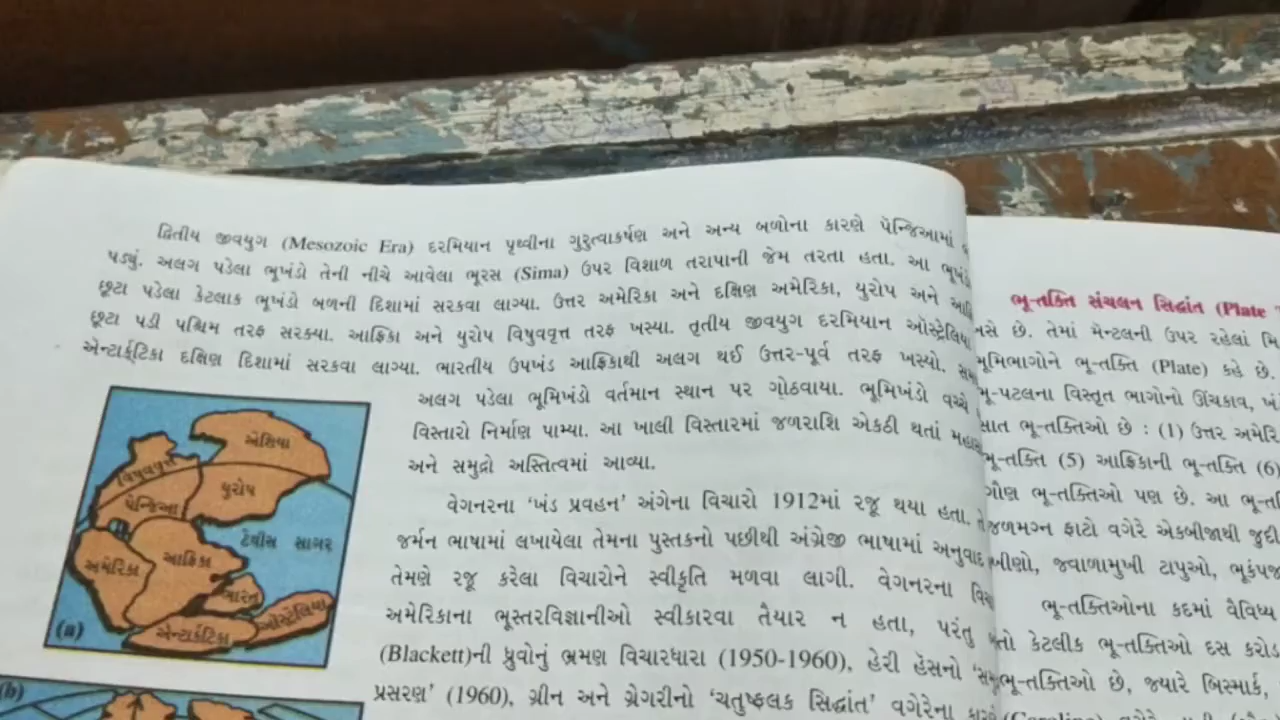 દ્વિતીય જીવયુગ (Mesozoic Era) દરમિયાન પૃથ્વીના ગુરુત્વાકર્ષણ અને અન્ય બળોના કારણે પૅન્જિઆમાં
પડ્યું. અલગ પડેલા ભૂખંડો તેની નીચે આવેલા ભૂરસ (Sima) ઉપર વિશાળ તરાપાની જેમ તરતા હતા. આ ભૂખંડો
છૂટા પડેલા કેટલાક ભૂખંડો બળની દિશામાં સરકવા લાગ્યા. ઉત્તર અમેરિકા અને દક્ષિણ અમેરિકા, યુરોપ અને
છૂટા પડી પશ્ચિમ તરફ સરક્યા. આફ્રિકા અને યુરોપ વિષુવવૃત્ત તરફ ખસ્યા. તૃતીય જીવયુગ દરમિયાન ઑસ્ટ્રેલિયા
ઍન્ટાર્ક્ટિકા દક્ષિણ દિશામાં સરકવા લાગ્યા. ભારતીય ઉપખંડ આફ્રિકાથી અલગ થઈ ઉત્તર-પૂર્વ તરફ ખસ્યો.
અલગ પડેલા ભૂમિખંડો વર્તમાન સ્થાન પર ગોઠવાયા. ભૂમિખંડો વચ્ચે
વિસ્તારો નિર્માણ પામ્યા. આ ખાલી વિસ્તારમાં જળરાશિ એકઠી થતાં
અને સમુદ્રો અસ્તિત્વમાં આવ્યા.
વેગનરના ‘ખંડ પ્રવહન’ અંગેના વિચારો 1912માં રજૂ થયા હતા.
જર્મન ભાષામાં લખાયેલા તેમના પુસ્તકનો પછીથી અંગ્રેજી ભાષામાં અનુવાદ
તેમણે રજૂ કરેલા વિચારોને સ્વીકૃતિ મળવા લાગી. વેગનરના
અમેરિકાના ભૂસ્તરવિજ્ઞાનીઓ સ્વીકારવા તૈયાર ન હતા, પરંતુ
(Blackett)ની ધ્રુવોનું ભ્રમણ વિચારધારા (1950-1960), હેરી હૅસનો
પ્રસરણ’ (1960), ગ્રીન અને ગ્રેગરીનો ‘ચતુષ્ફલક સિદ્ધાંત’ વગેરેના
એશિયા
વિષુવવૃત્ત
પેન્જિઆ
યુરોપ
ટેથીસ સાગર
અમેરિકા
આફ્રિકા
ભારત
ઑસ્ટ્રેલિયા
ઍન્ટાર્ક્ટિકા
(a)
(b)
ભૂ-તક્તિ સંચલન સિદ્ધાંત (Plate
ખસે છે. તેમાં મેન્ટલની ઉપર રહેલાં
ભૂમિભાગોને ભૂ-તક્તિ (Plate) કહે છે.
ભૂ-પટલના વિસ્તૃત ભાગોનો ઊંચકાવ,
સાત ભૂ-તક્તિઓ છે : (1) ઉત્તર
ભૂ-તક્તિ (5) આફ્રિકાની ભૂ-તક્તિ (6)
ગૌણ ભૂ-તક્તિઓ પણ છે. આ
જળમગ્ન ફાટો વગેરે એકબીજાથી જુદી
ખીણો, જ્વાળામુખી ટાપુઓ,
ભૂ-તક્તિઓના કદમાં વૈવિધ્ય
તો કેટલીક ભૂ-તક્તિઓ દસ કરોડ
ભૂ-તક્તિઓ છે, જ્યારે બિસ્માર્ક,